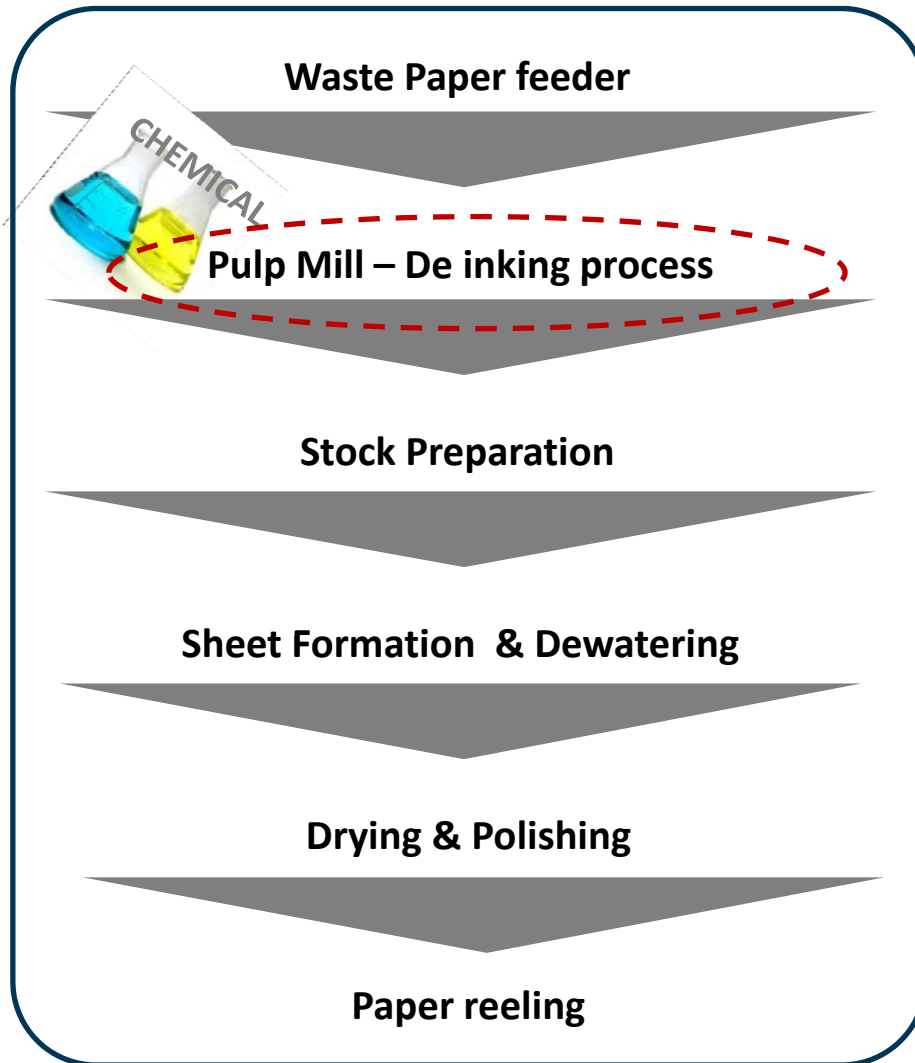 Waste Paper feeder
CHEMICAL
Pulp Mill – De inking process
Stock Preparation
Sheet Formation & Dewatering
Drying & Polishing
Paper reeling